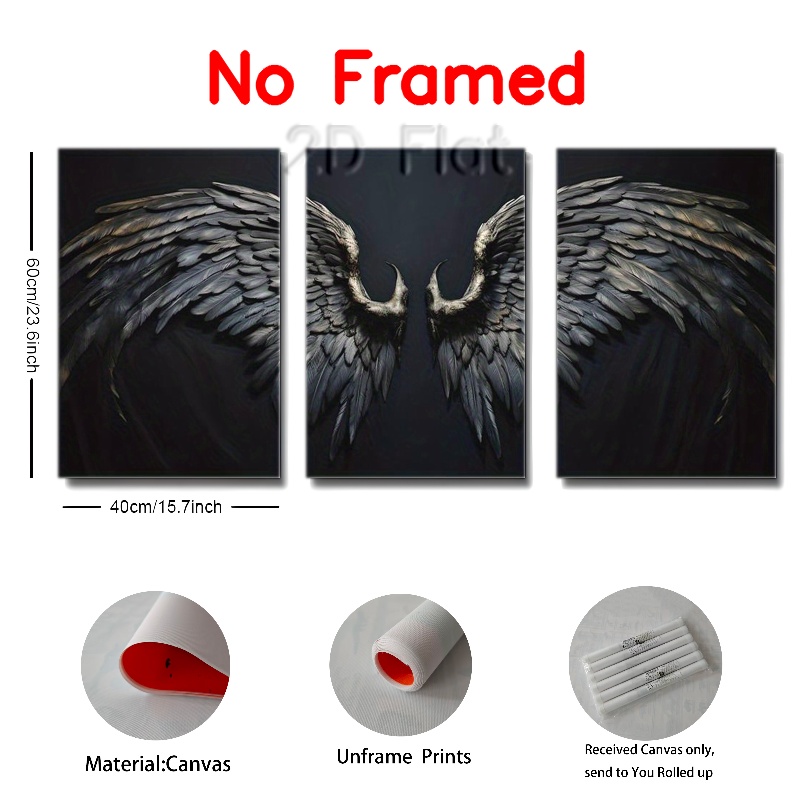 No Framed
2D Flat
60cm/23.6inch
40cm/15.7inch
Material:Canvas
Unframe Prints
Received Canvas only,
send to You Rolled up